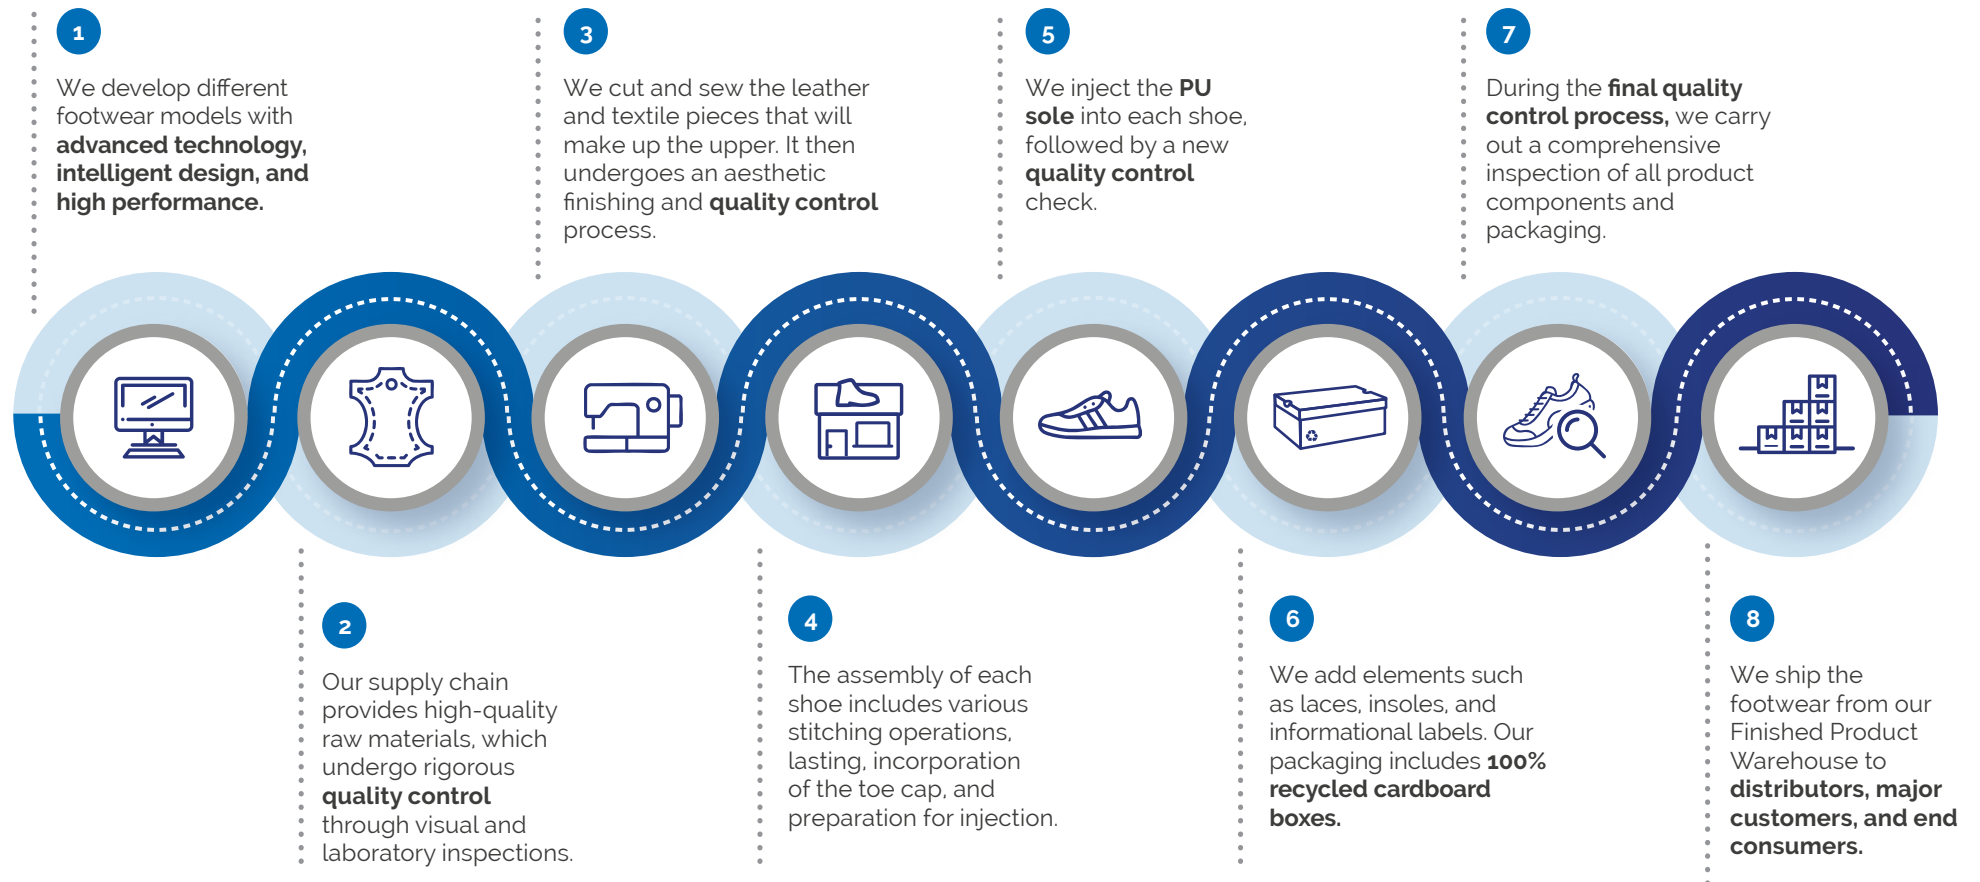 1
We develop different
footwear models with
advanced technology,
intelligent design, and
high performance.
2
Our supply chain
provides high-quality
raw materials, which
undergo rigorous
quality control
through visual and
laboratory inspections.
3
We cut and sew the leather
and textile pieces that will
make up the upper. It then
undergoes an aesthetic
finishing and quality control
process.
4
The assembly of each
shoe includes various
stitching operations,
lasting, incorporation
of the toe cap, and
preparation for injection.
5
We inject the PU
sole into each shoe,
followed by a new
quality control
check.
6
We add elements such
as laces, insoles, and
informational labels. Our
packaging includes 100%
recycled cardboard
boxes.
7
During the final quality
control process, we carry
out a comprehensive
inspection of all product
components and
packaging.
8
We ship the
footwear from our
Finished Product
Warehouse to
distributors, major
customers, and end
consumers.